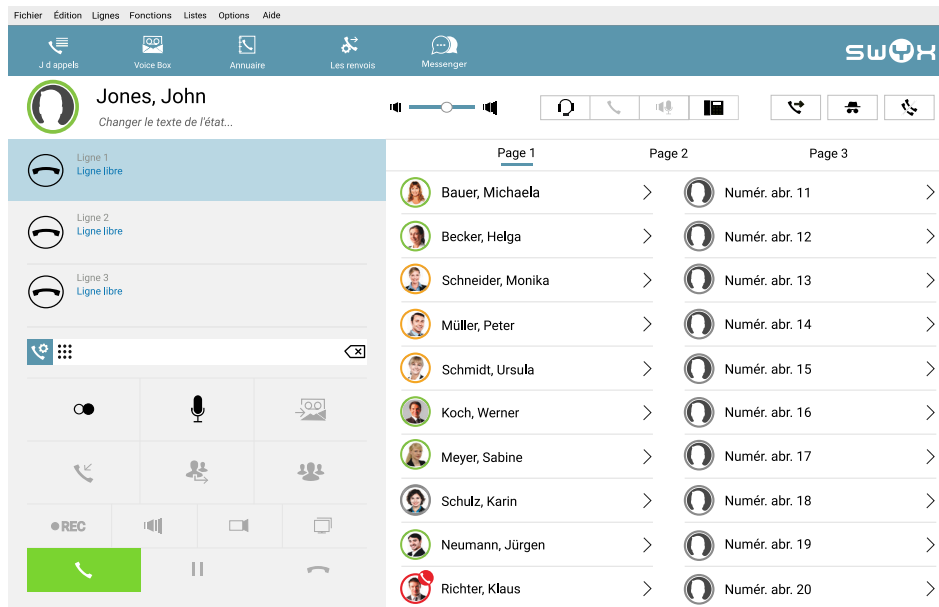 Fichier Édition Lignes Fonctions Listes Options Aide
J d appels Voice Box Annuaire Les renvois Messenger
swyx
Jones, John
Changer le texte de l'état...
Ligne 1
Ligne libre
Ligne 2
Ligne libre
Ligne 3
Ligne libre
REC
Page 1 Page 2 Page 3
Bauer, Michaela Numér. abr. 11
Becker, Helga Numér. abr. 12
Schneider, Monika Numér. abr. 13
Müller, Peter Numér. abr. 14
Schmidt, Ursula Numér. abr. 15
Koch, Werner Numér. abr. 16
Meyer, Sabine Numér. abr. 17
Schulz, Karin Numér. abr. 18
Neumann, Jürgen Numér. abr. 19
Richter, Klaus Numér. abr. 20